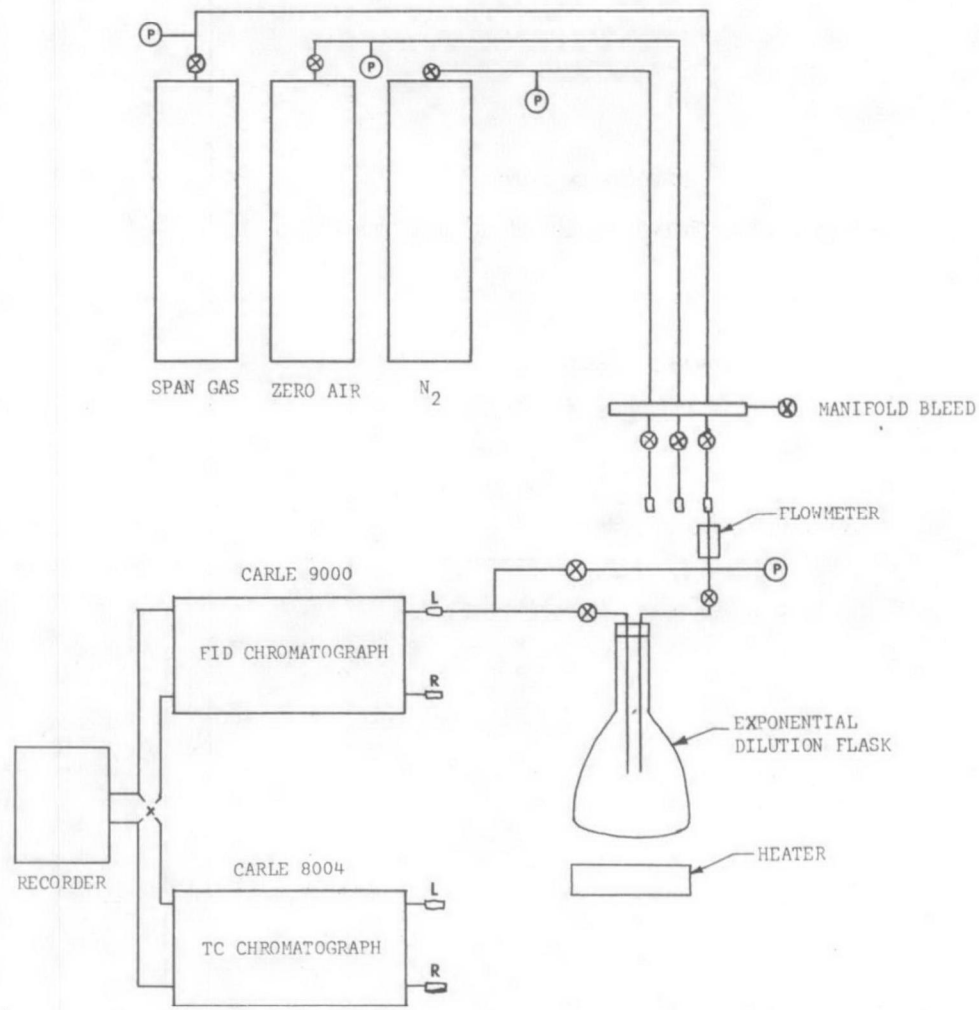 P
P
P
SPAN GAS
ZERO AIR
N2
MANIFOLD BLEED
FLOWMETER
P
CARLE 9000
L
FID CHROMATOGRAPH
R
EXPONENTIAL
DILUTION FLASK
x
RECORDER
HEATER
CARLE 8004
L
TC CHROMATOGRAPH
R